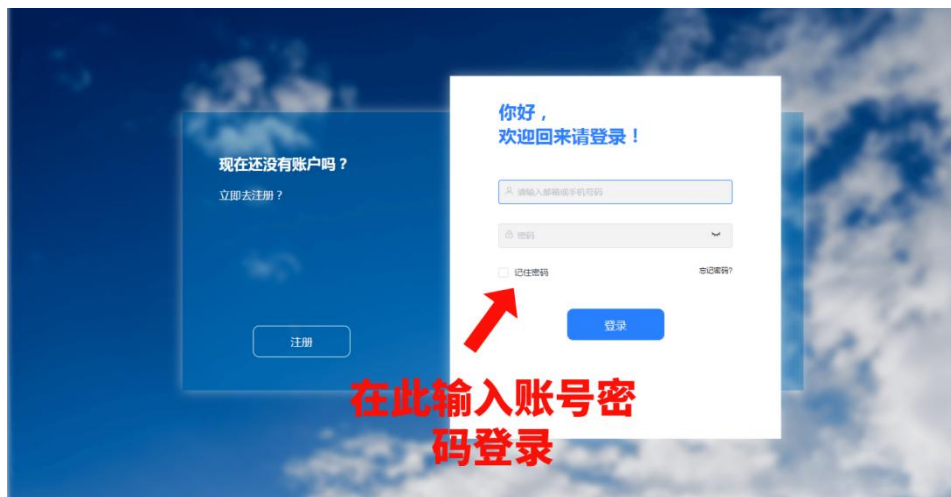 你好，
欢迎回来请登录！
现在还没有账户吗？
立即去注册？
请输入邮箱或手机号码
密码
记住密码
忘记密码?
登录
注册
在此输入账号密
码登录